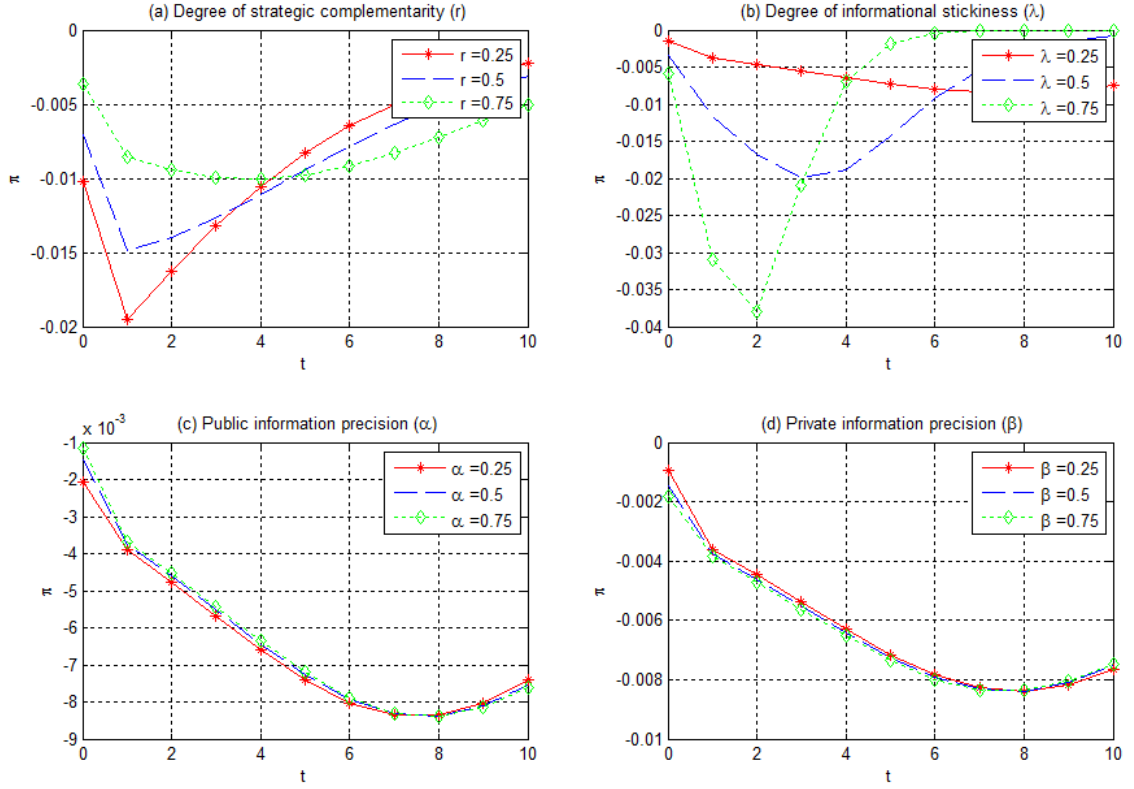 (a) Degree of strategic complementarity (r)
0
-0.005
-0.01
-0.015
-0.02
π
0 2 4 6 8 10
t
r =0.25
r =0.5
r =0.75
(b) Degree of informational stickiness (λ)
0
-0.005
-0.01
-0.015
-0.02
-0.025
-0.03
-0.035
-0.04
π
0 2 4 6 8 10
t
λ =0.25
λ =0.5
λ =0.75
(c) Public information precision (α)
x 10⁻³
-1
-2
-3
-4
-5
-6
-7
-8
-9
π
0 2 4 6 8 10
t
α =0.25
α =0.5
α =0.75
(d) Private information precision (β)
0
-0.002
-0.004
-0.006
-0.008
-0.01
π
0 2 4 6 8 10
t
β =0.25
β =0.5
β =0.75